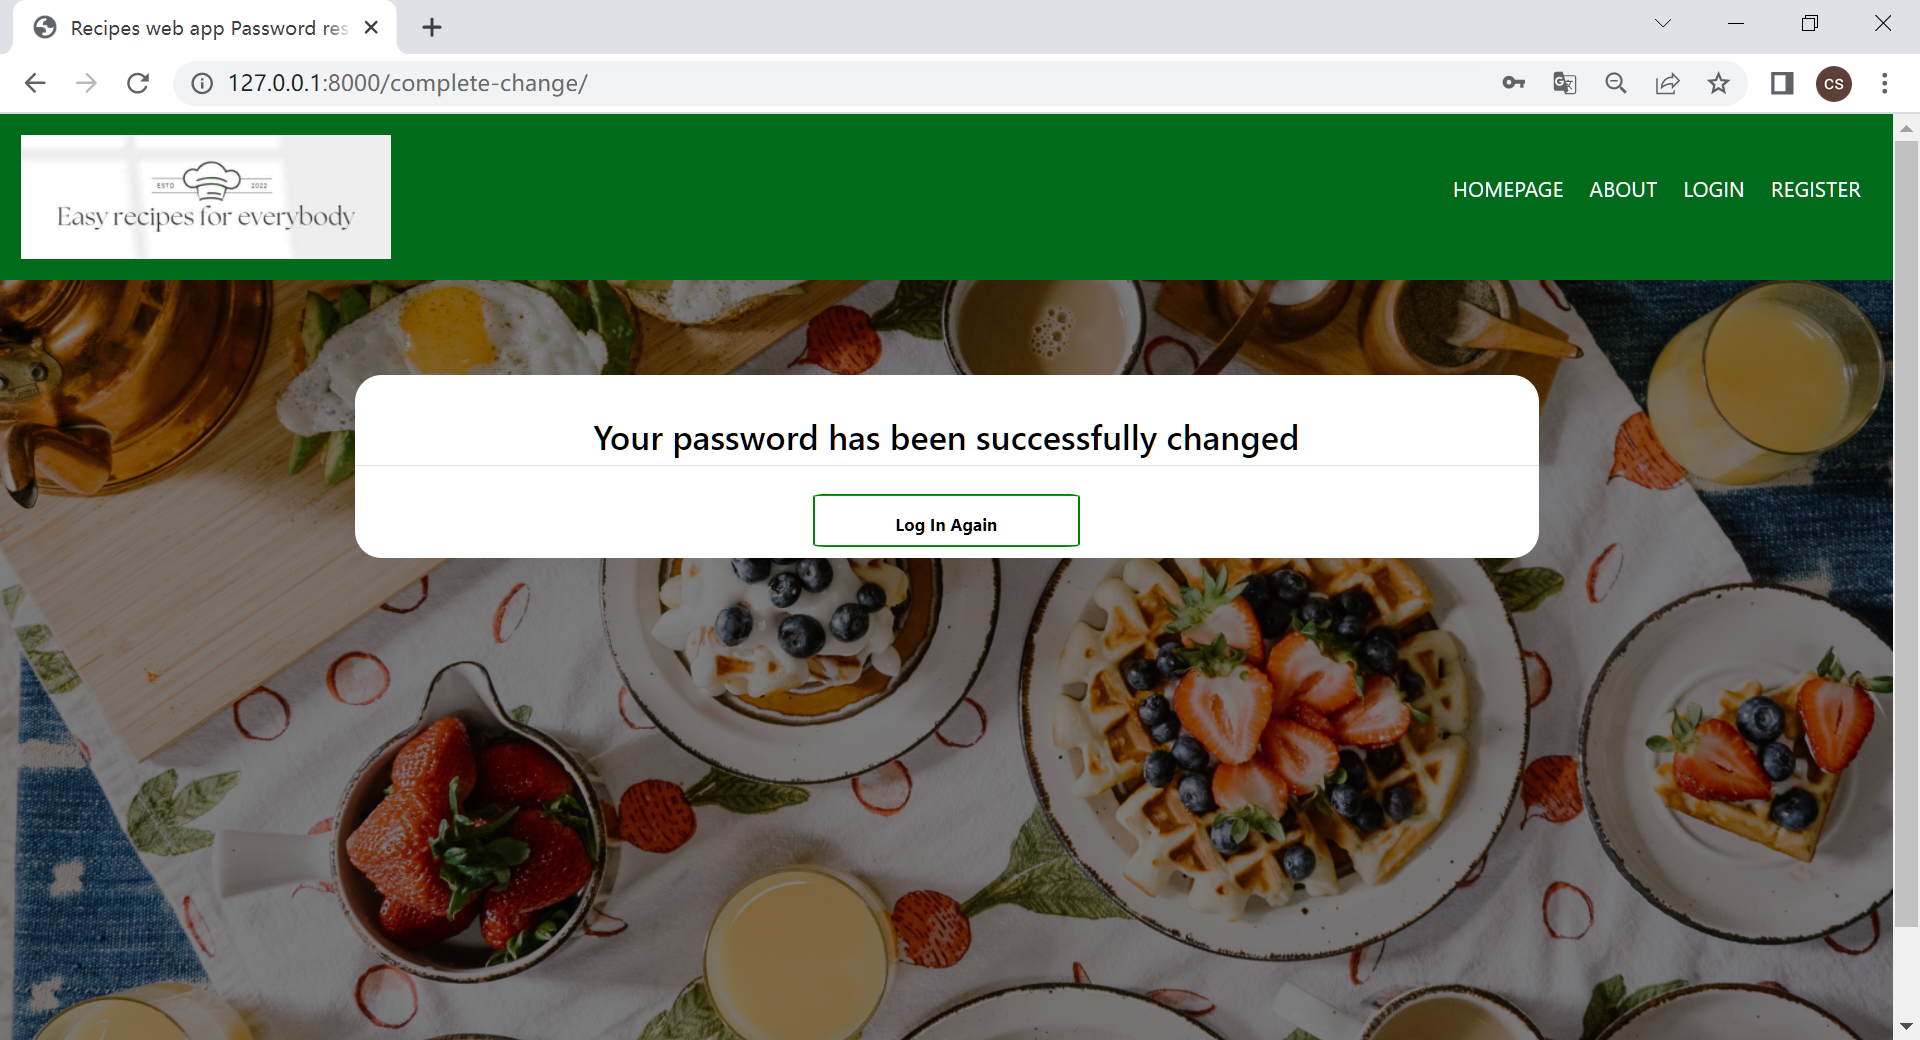 Recipes web app Password res
127.0.0.1:8000/complete-change/
CS
ESTD 2022
Easy recipes for everybody
HOMEPAGE ABOUT LOGIN REGISTER
Your password has been successfully changed
Log In Again